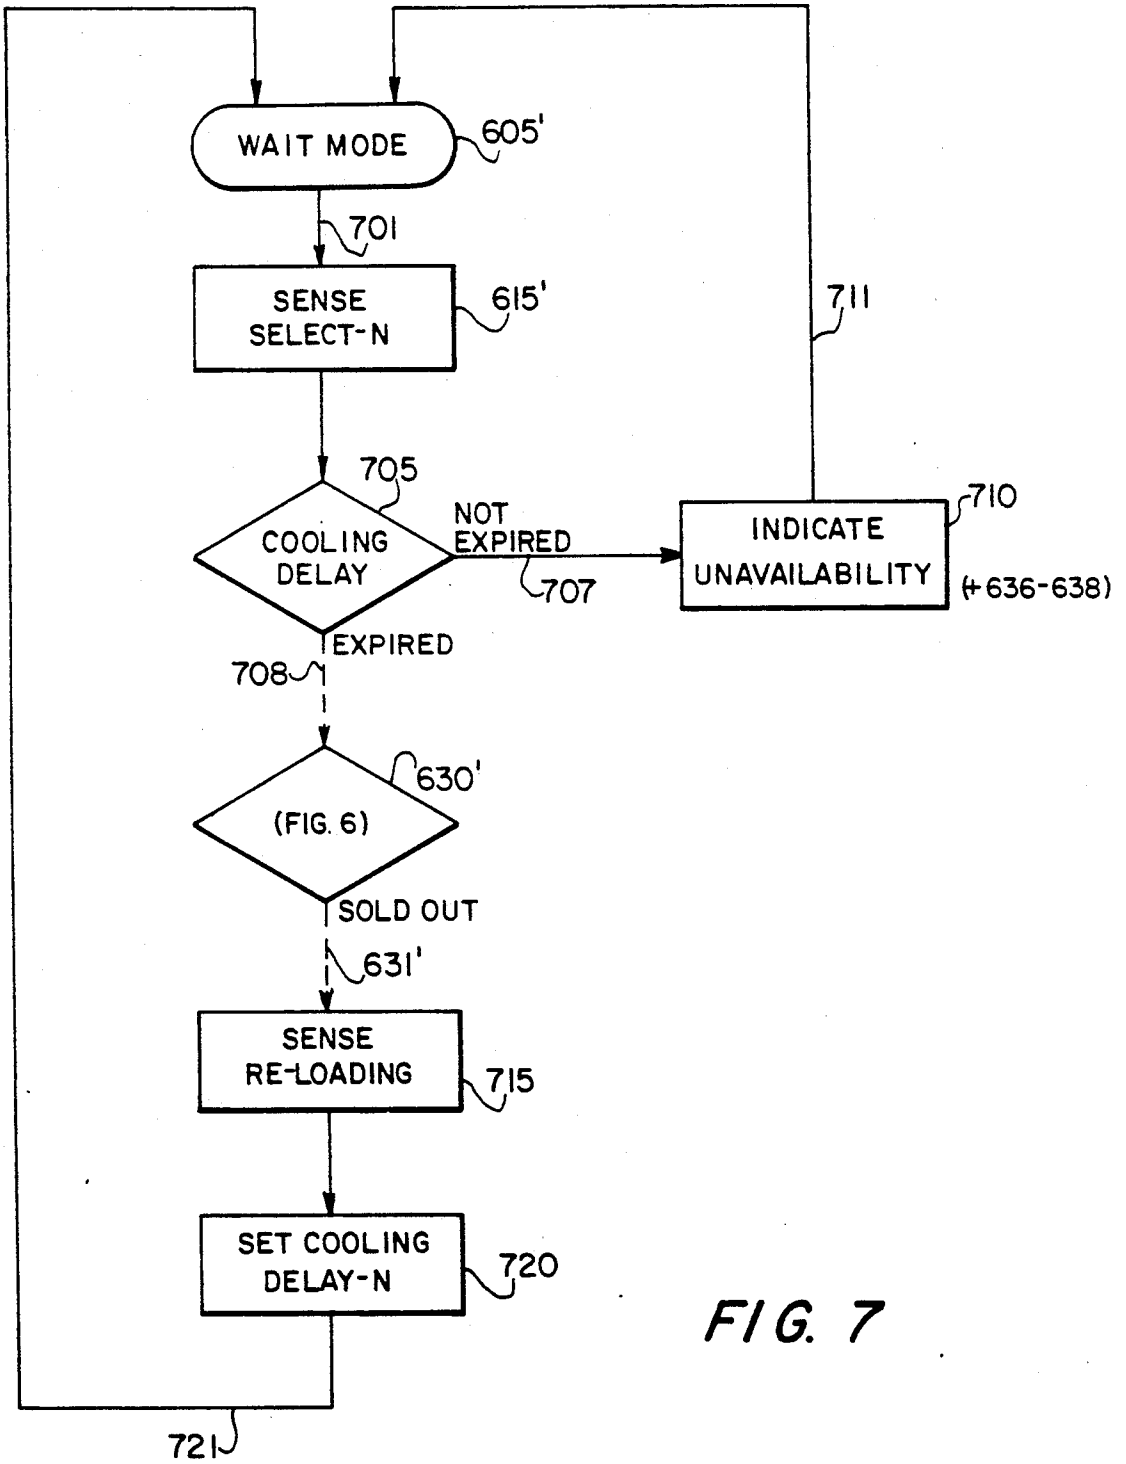 WAIT MODE
605'
701
SENSE
SELECT-N
615'
711
705
COOLING
DELAY
NOT
EXPIRED
707
710
INDICATE
UNAVAILABILITY
(+636-638)
EXPIRED
708
630'
(FIG. 6)
SOLD OUT
631'
SENSE
RE-LOADING
715
SET COOLING
DELAY-N
720
FIG. 7
721